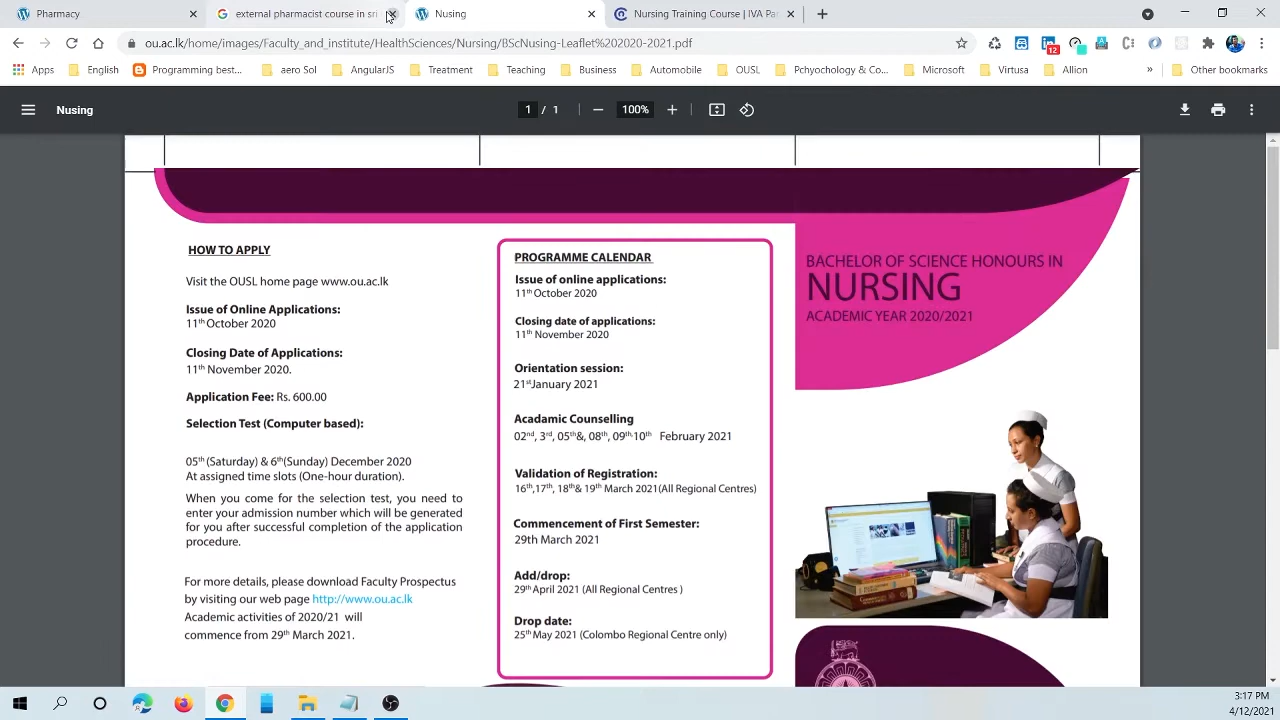 Pharmacy
external pharmacist course in sri
Nusing
Nursing Training Course | IVA Par
ou.ac.lk/home/images/Faculty_and_institute/HealthSciences/Nursing/BScNusing-Leaflet%202020-2021.pdf
12
Apps
English
Programming best...
aero Sol
AngularJS
Treatment
Teaching
Business
Automobile
OUSL
Pchyocology & Co...
Microsoft
Virtusa
Allion
»
Other bookmarks
Nusing
1 / 1
100%
HOW TO APPLY
Visit the OUSL home page www.ou.ac.lk
Issue of Online Applications:
11th October 2020
Closing Date of Applications:
11th November 2020.
Application Fee: Rs. 600.00
Selection Test (Computer based):
05th (Saturday) & 6th(Sunday) December 2020
At assigned time slots (One-hour duration).
When you come for the selection test, you need to
enter your admission number which will be generated
for you after successful completion of the application
procedure.
For more details, please download Faculty Prospectus
by visiting our web page http://www.ou.ac.lk
Academic activities of 2020/21 will
commence from 29th March 2021.
PROGRAMME CALENDAR
Issue of online applications:
11th October 2020
Closing date of applications:
11th November 2020
Orientation session:
21stJanuary 2021
Acadamic Counselling
02nd, 3rd, 05th&, 08th, 09th,10th February 2021
Validation of Registration:
16th,17th, 18th& 19th March 2021(All Regional Centres)
Commencement of First Semester:
29th March 2021
Add/drop:
29th April 2021 (All Regional Centres )
Drop date:
25th May 2021 (Colombo Regional Centre only)
BACHELOR OF SCIENCE HONOURS IN
NURSING
ACADEMIC YEAR 2020/2021
3:17 PM
4/12/2021